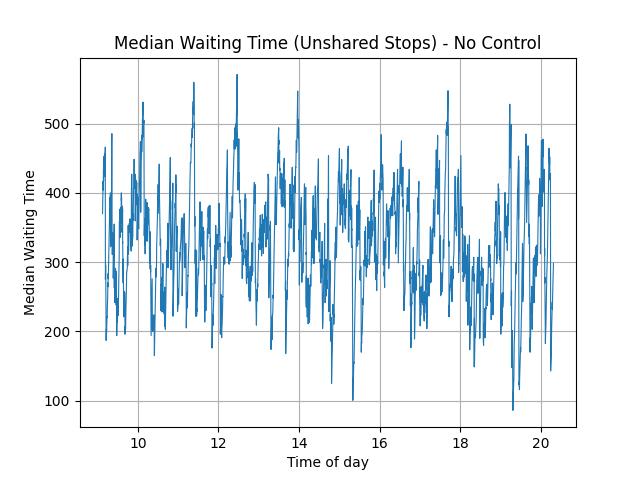 Median Waiting Time (Unshared Stops) - No Control
500
400
300
200
100
Median Waiting Time
10 12 14 16 18 20
Time of day